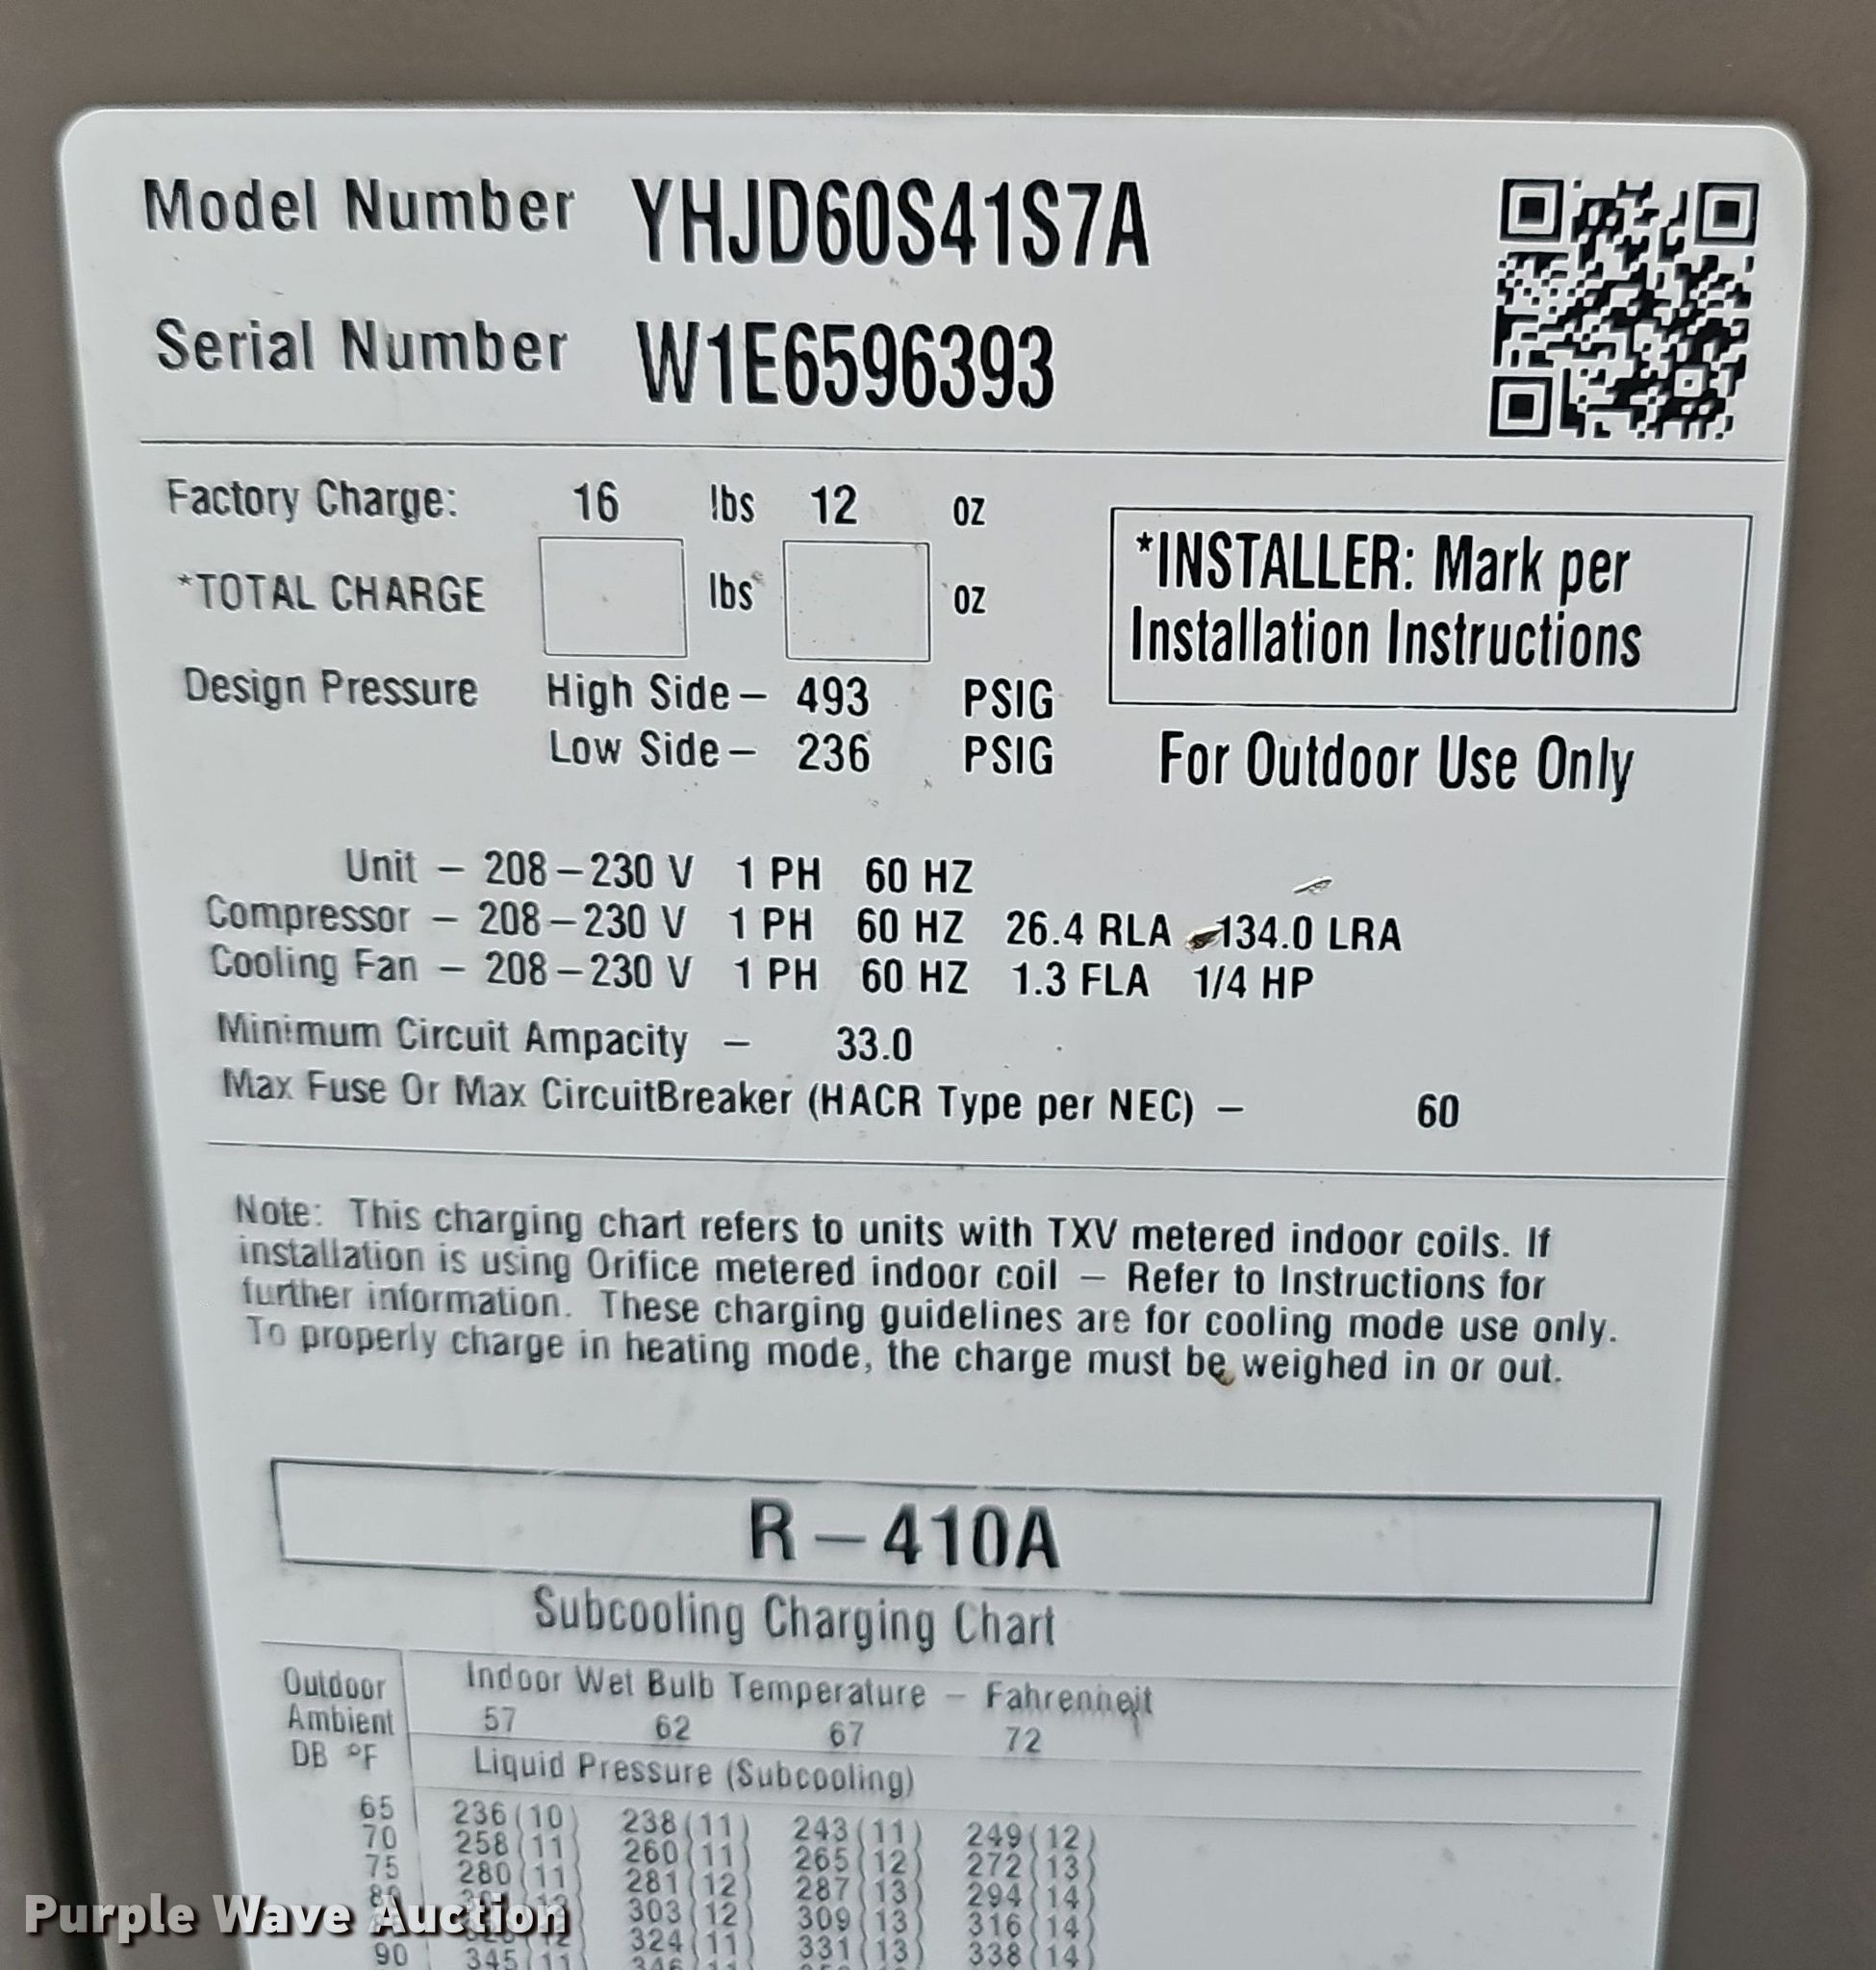 Model Number YHJD60S41S7A
Serial Number W1E6596393
Factory Charge: 16 lbs 12 oz
*TOTAL CHARGE lbs oz
*INSTALLER: Mark per
Installation Instructions
Design Pressure High Side – 493 PSIG
Low Side – 236 PSIG
For Outdoor Use Only
Unit – 208–230 V 1 PH 60 HZ
Compressor – 208–230 V 1 PH 60 HZ 26.4 RLA 134.0 LRA
Cooling Fan – 208–230 V 1 PH 60 HZ 1.3 FLA 1/4 HP
Minimum Circuit Ampacity – 33.0
Max Fuse Or Max CircuitBreaker (HACR Type per NEC) – 60
Note: This charging chart refers to units with TXV metered indoor coils. If
installation is using Orifice metered indoor coil – Refer to Instructions for
further information. These charging guidelines are for cooling mode use only.
To properly charge in heating mode, the charge must be weighed in or out.
R–410A
Subcooling Charging Chart
Outdoor
Ambient
DB °F
Indoor Wet Bulb Temperature – Fahrenheit
57 62 67 72
Liquid Pressure (Subcooling)
65 236(10) 238(11) 243(11) 249(12)
70 258(11) 260(11) 265(12) 272(13)
75 280(11) 281(12) 287(13) 294(14)
80 303(12) 309(13) 316(14)
324(11) 331(13) 338(14)
90 345(11)
Purple Wave Auction